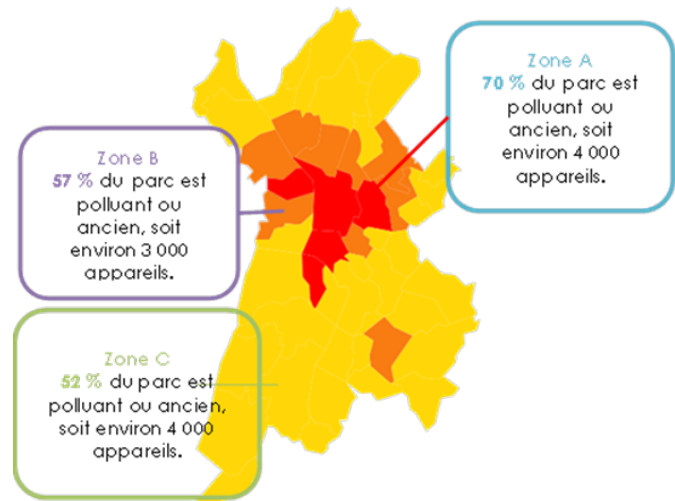 Zone A
70 % du parc est
polluant ou
ancien, soit
environ 4 000
appareils.
Zone B
57 % du parc est
polluant ou
ancien, soit
environ 3 000
appareils.
Zone C
52 % du parc est
polluant ou ancien,
soit environ 4 000
appareils.